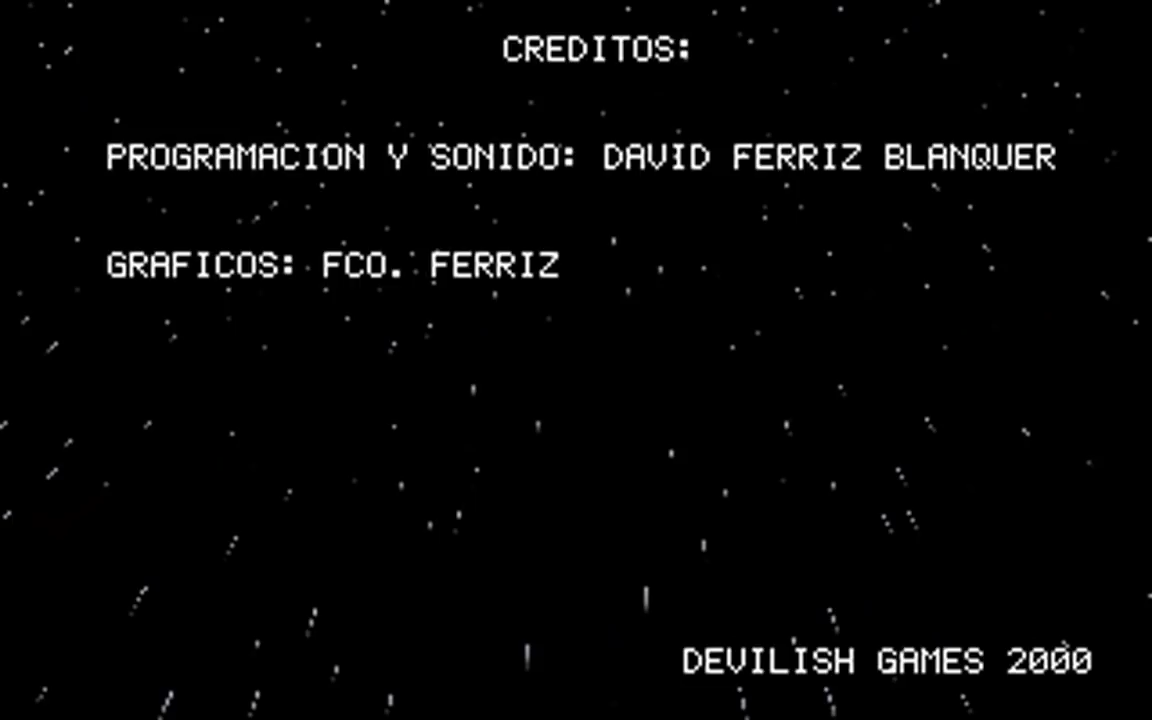 CREDITOS:
PROGRAMACION Y SONIDO: DAVID FERRIZ BLANQUER
GRAFICOS: FCO. FERRIZ
DEVILISH GAMES 2000